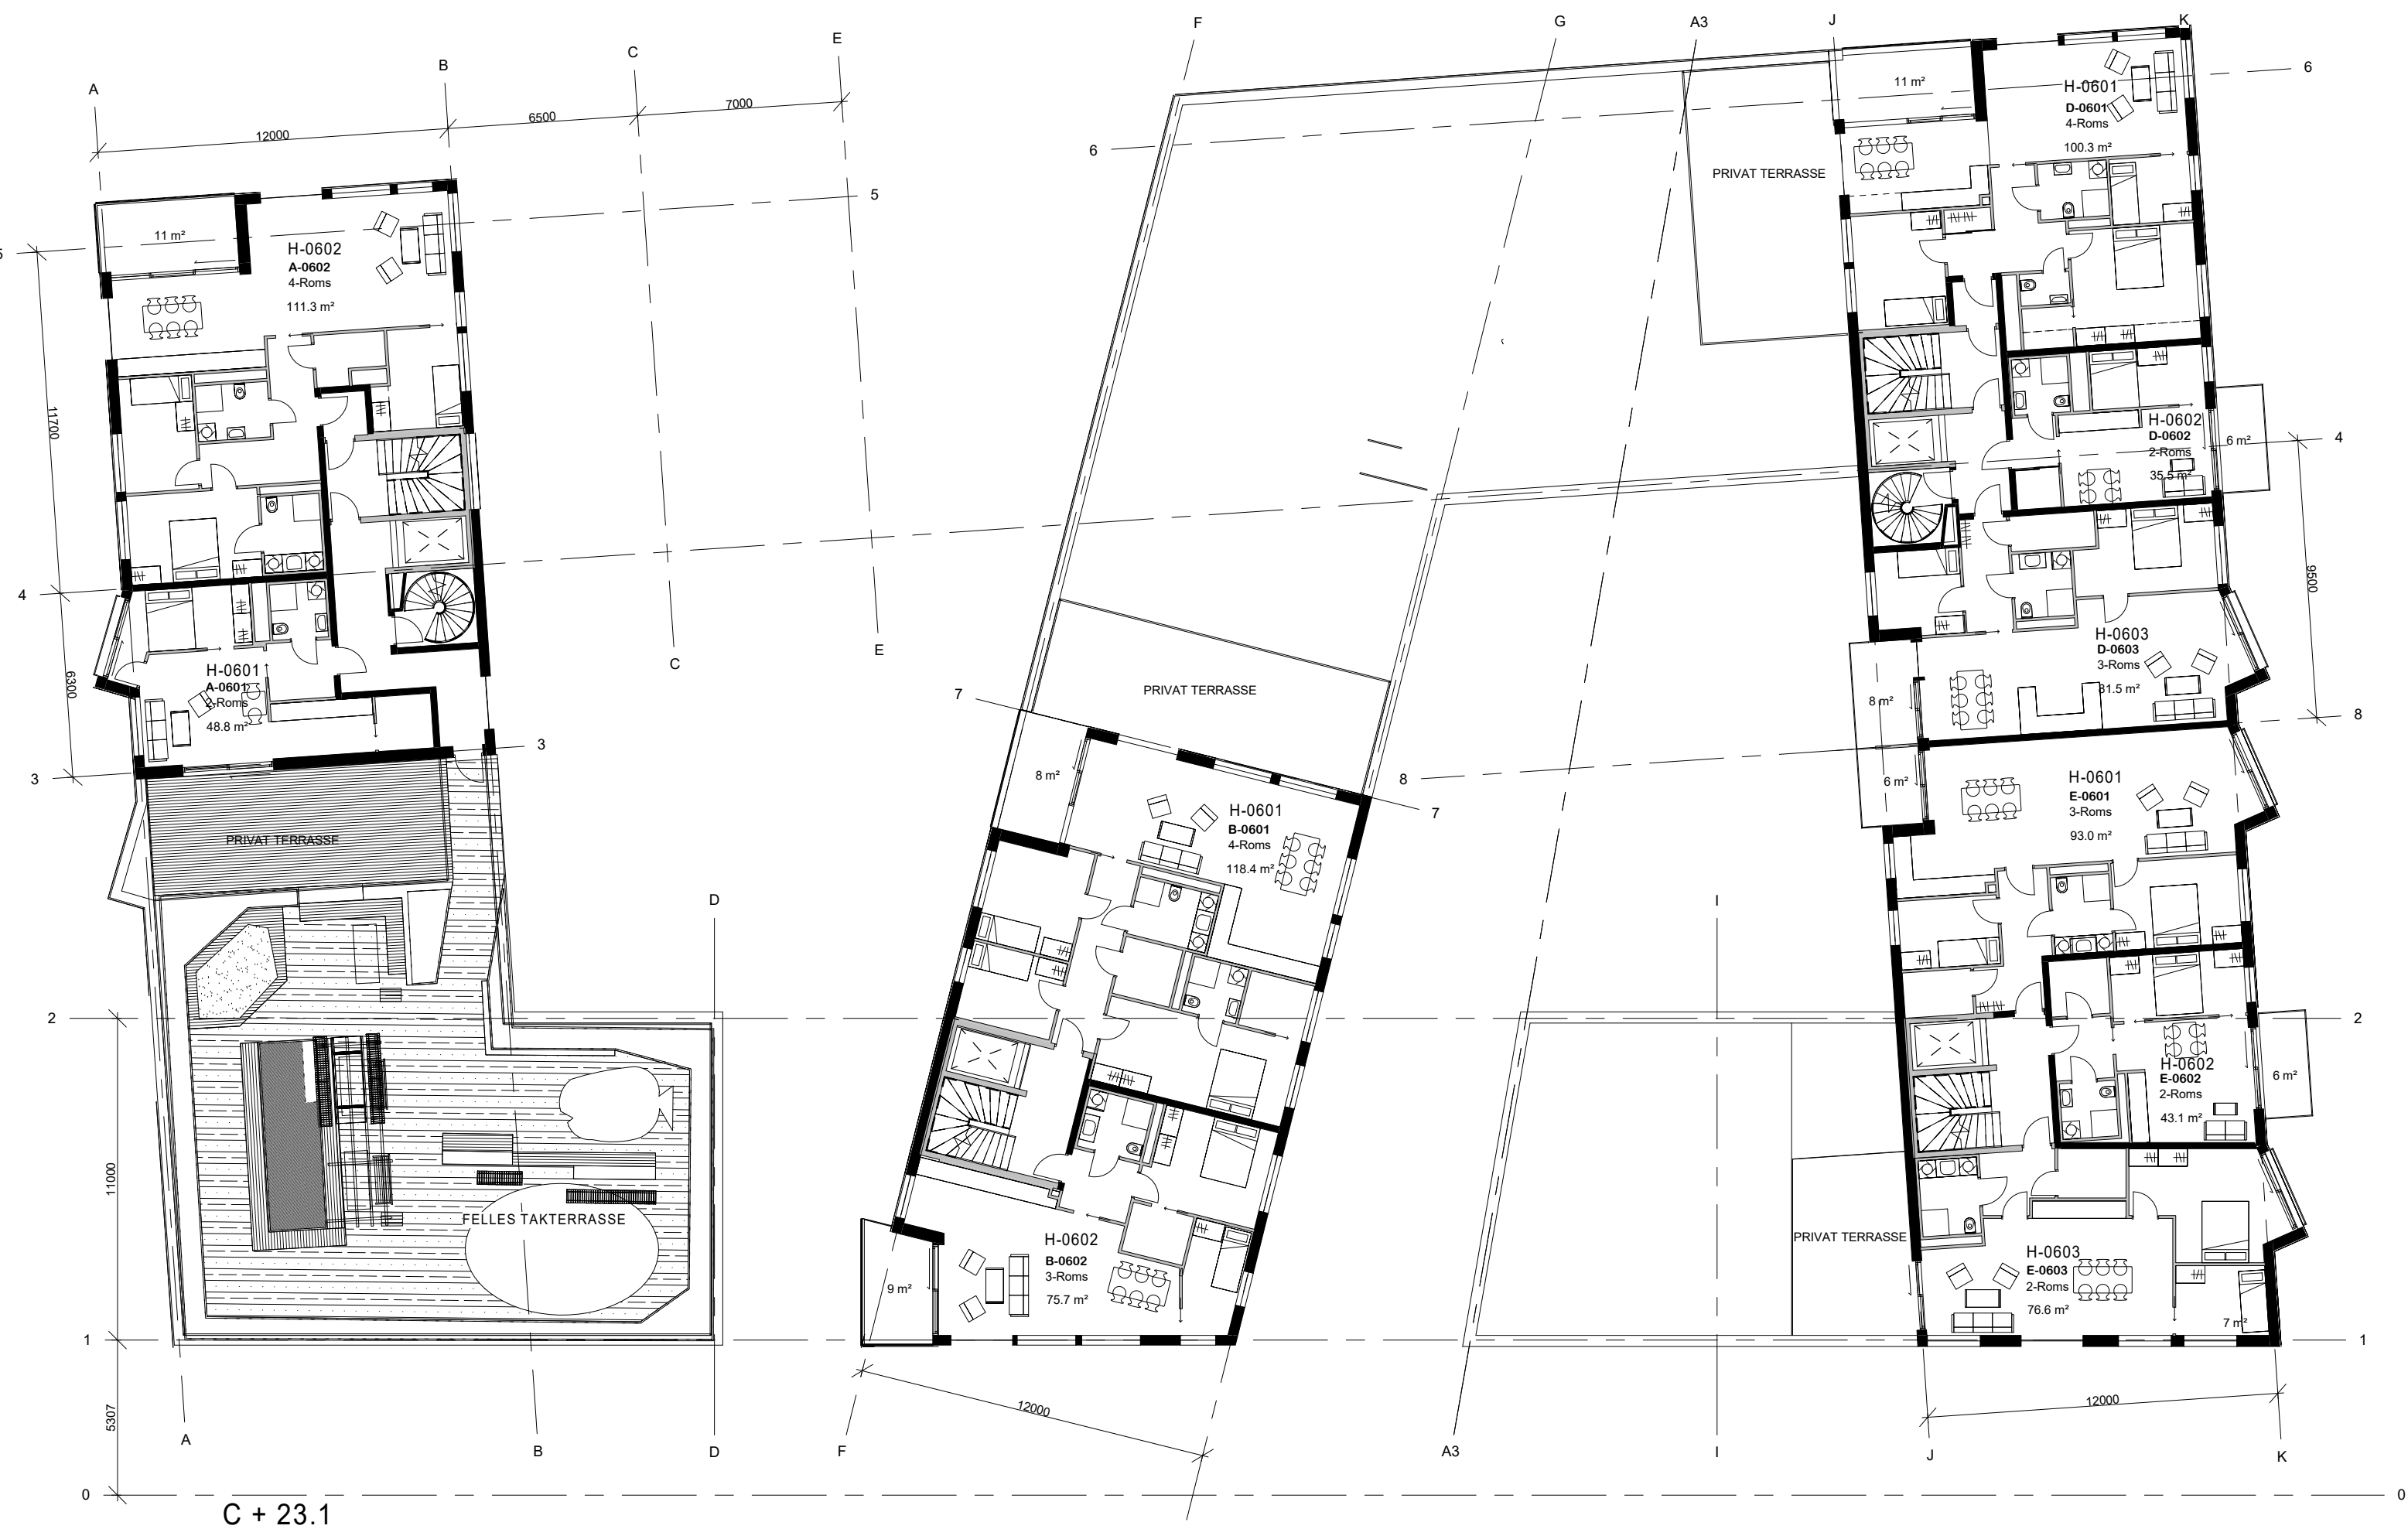 A
B
C
E
F
G
A3
J
K
12000
6500
7000
6
6
5
5
11 m²
H-0602
A-0602
4-Roms
111.3 m²
11700
4
6300
3
3
H-0601
A-0601
2-Roms
48.8 m²
C
E
PRIVAT TERRASSE
D
2
11000
FELLES TAKTERRASSE
1
5307
A
B
D
0
C + 23.1
PRIVAT TERRASSE
7
7
8 m²
H-0601
B-0601
4-Roms
118.4 m²
H-0602
B-0602
3-Roms
75.7 m²
9 m²
12000
F
F
A3
I
I
PRIVAT TERRASSE
11 m²
H-0601
D-0601
4-Roms
100.3 m²
H-0602
D-0602
2-Roms
35.5 m²
6 m²
4
9500
H-0603
D-0603
3-Roms
81.5 m²
8 m²
8
8
6 m²
H-0601
E-0601
3-Roms
93.0 m²
2
H-0602
E-0602
2-Roms
43.1 m²
6 m²
PRIVAT TERRASSE
H-0603
E-0603
2-Roms
76.6 m²
7 m²
1
12000
J
K
0